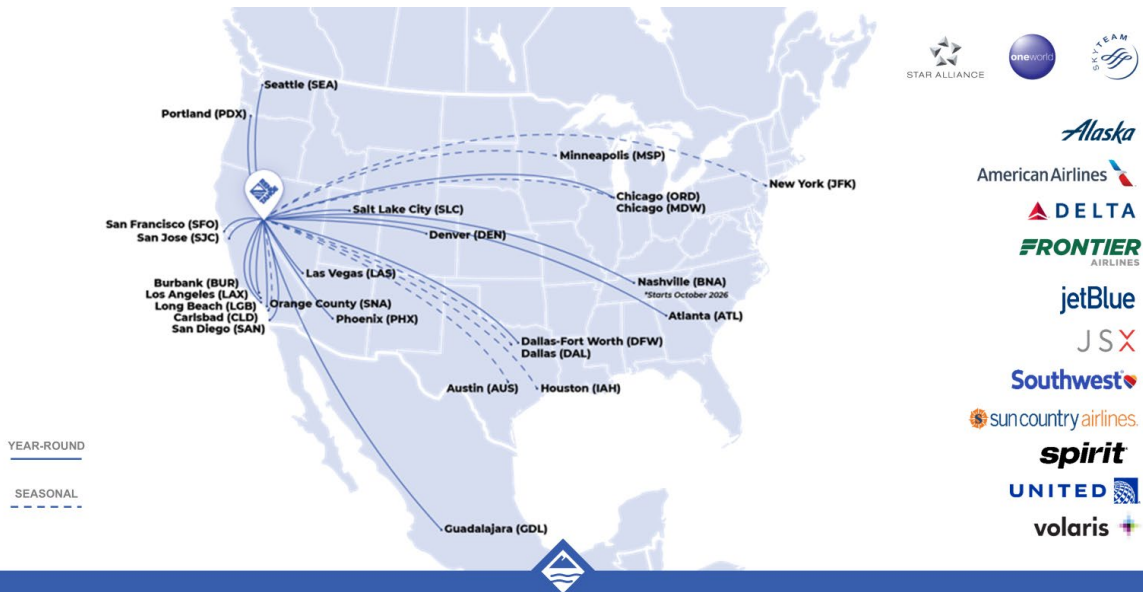 Seattle (SEA)
Portland (PDX)
Minneapolis (MSP)
New York (JFK)
Chicago (ORD)
Chicago (MDW)
Salt Lake City (SLC)
San Francisco (SFO)
San Jose (SJC)
Denver (DEN)
Las Vegas (LAS)
Nashville (BNA)
*Starts October 2026
Burbank (BUR)
Los Angeles (LAX)
Long Beach (LGB)
Orange County (SNA)
Carlsbad (CLD)
San Diego (SAN)
Phoenix (PHX)
Atlanta (ATL)
Dallas-Fort Worth (DFW)
Dallas (DAL)
Austin (AUS)
Houston (IAH)
Guadalajara (GDL)
YEAR-ROUND
SEASONAL
STAR ALLIANCE
oneworld
SKYTEAM
Alaska
American Airlines
DELTA
FRONTIER
AIRLINES
jetBlue
JSX
Southwest
sun country airlines.
spirit
UNITED
volaris